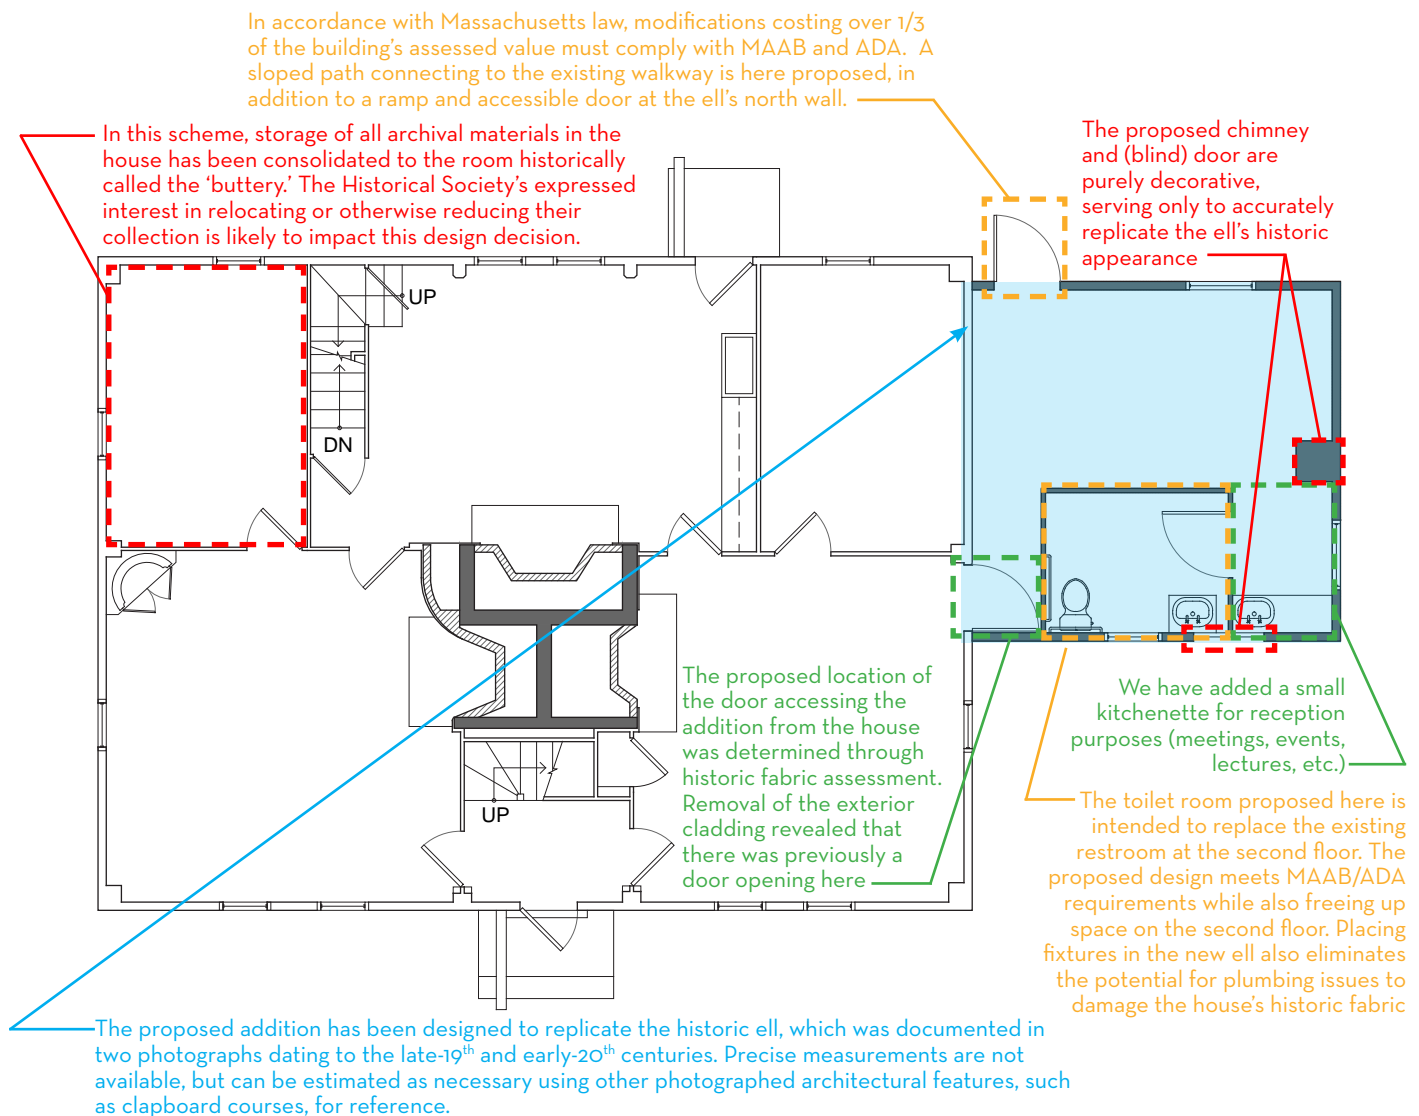 In accordance with Massachusetts law, modifications costing over 1/3
of the building's assessed value must comply with MAAB and ADA.  A
sloped path connecting to the existing walkway is here proposed, in
addition to a ramp and accessible door at the ell's north wall.
In this scheme, storage of all archival materials in the
house has been consolidated to the room historically
called the 'buttery.' The Historical Society's expressed
interest in relocating or otherwise reducing their
collection is likely to impact this design decision.
The proposed chimney
and (blind) door are
purely decorative,
serving only to accurately
replicate the ell's historic
appearance
UP
DN
The proposed location of
the door accessing the
addition from the house
was determined through
historic fabric assessment.
Removal of the exterior
cladding revealed that
there was previously a
door opening here
UP
We have added a small
kitchenette for reception
purposes (meetings, events,
lectures, etc.)
The toilet room proposed here is
intended to replace the existing
restroom at the second floor. The
proposed design meets MAAB/ADA
requirements while also freeing up
space on the second floor. Placing
fixtures in the new ell also eliminates
the potential for plumbing issues to
damage the house's historic fabric
The proposed addition has been designed to replicate the historic ell, which was documented in
two photographs dating to the late-19th and early-20th centuries. Precise measurements are not
available, but can be estimated as necessary using other photographed architectural features, such
as clapboard courses, for reference.